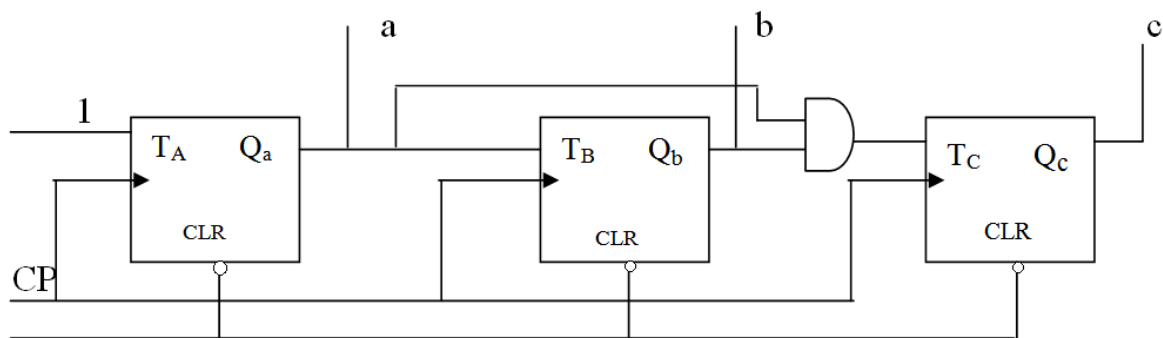 a b c
1
T_A Q_a T_B Q_b T_C Q_c
CLR CLR CLR
CP